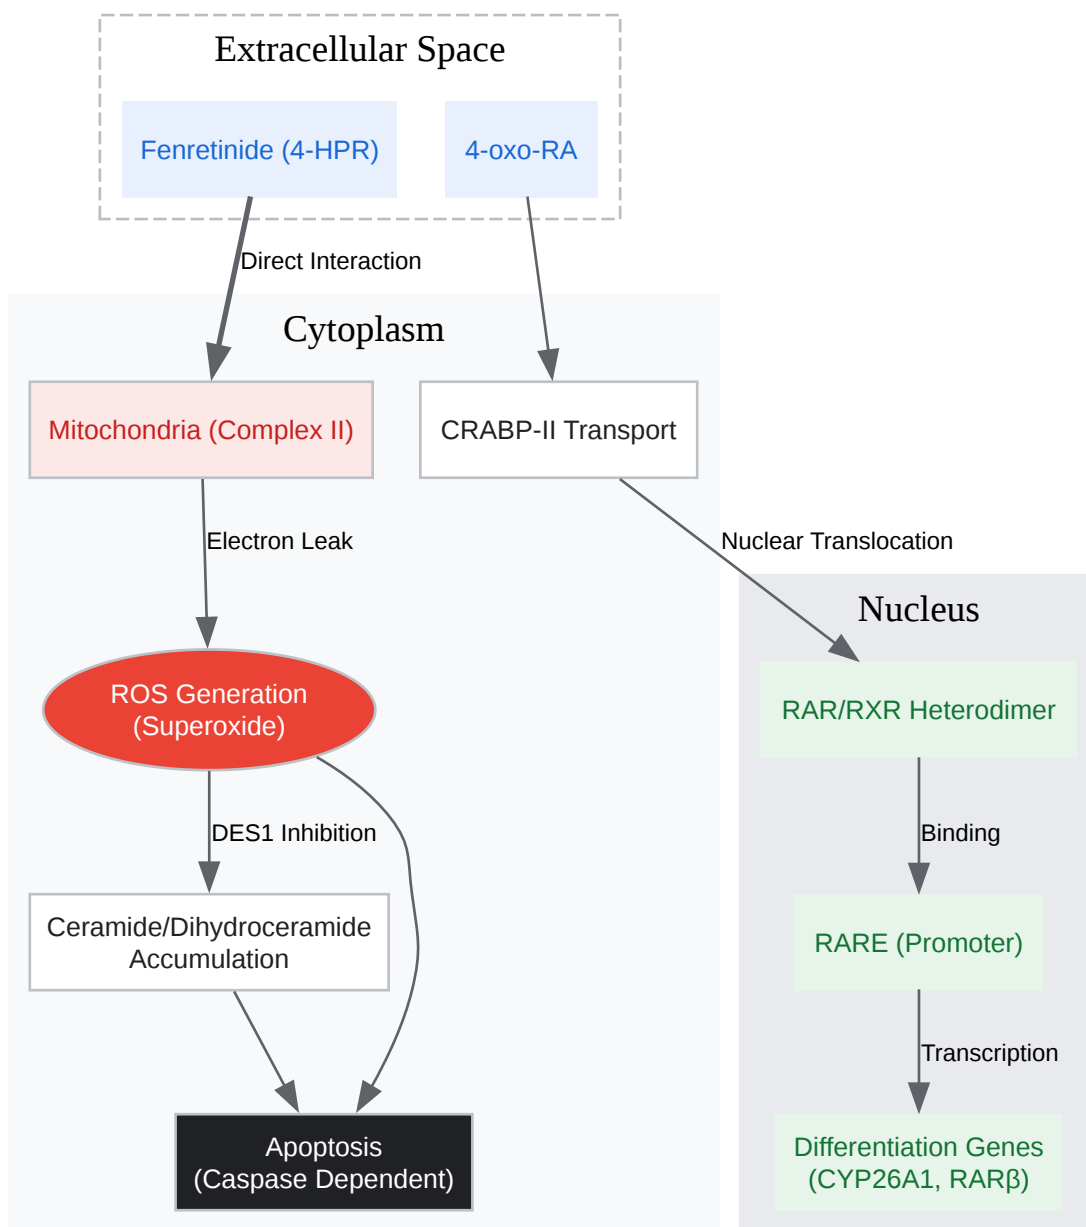 Extracellular Space
Fenretinide (4-HPR)
4-oxo-RA
Direct Interaction
Cytoplasm
Mitochondria (Complex II)
CRABP-II Transport
Electron Leak
Nuclear Translocation
Nucleus
ROS Generation
(Superoxide)
RAR/RXR Heterodimer
DES1 Inhibition
Binding
Ceramide/Dihydroceramide
Accumulation
RARE (Promoter)
Transcription
Apoptosis
(Caspase Dependent)
Differentiation Genes
(CYP26A1, RARβ)